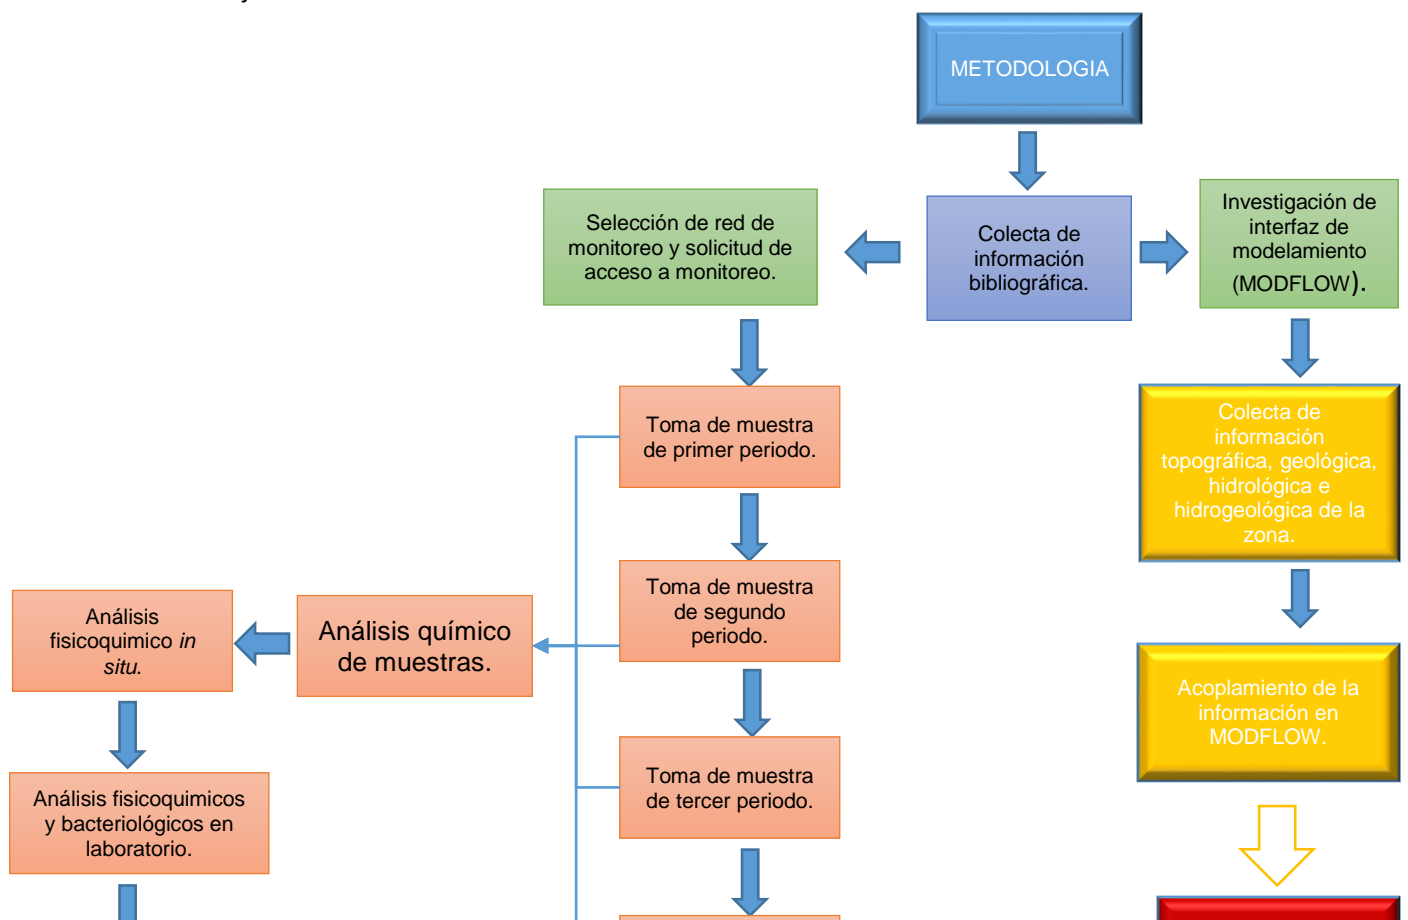 METODOLOGIA
Selección de red de
monitoreo y solicitud de
acceso a monitoreo.
Colecta de
información
bibliográfica.
Investigación de
interfaz de
modelamiento
(MODFLOW).
Toma de muestra
de primer periodo.
Colecta de
información
topográfica, geológica,
hidrológica e
hidrogeológica de la
zona.
Análisis
fisicoquimico in
situ.
Análisis químico
de muestras.
Toma de muestra
de segundo
periodo.
Acoplamiento de la
información en
MODFLOW.
Análisis fisicoquimicos
y bacteriológicos en
laboratorio.
Toma de muestra
de tercer periodo.